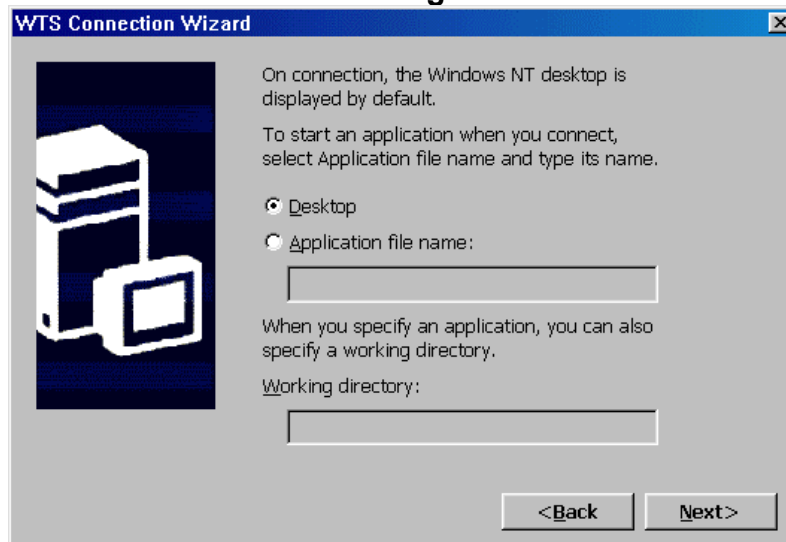 WTS Connection Wizard
On connection, the Windows NT desktop is
displayed by default.
To start an application when you connect,
select Application file name and type its name.
Desktop
Application file name:
When you specify an application, you can also
specify a working directory.
Working directory:
<Back
Next>